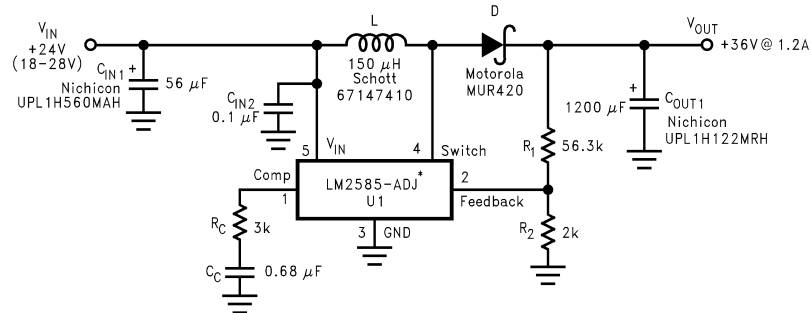 V_IN
+24V
(18-28V)
C_IN1
+
56 μF
Nichicon
UPL1H560MAH
C_IN2
0.1 μF
L
150 μH
Schott
67147410
D
Motorola
MUR420
V_OUT
+36V@ 1.2A
1200 μF
+
C_OUT1
Nichicon
UPL1H122MRH
R_1
56.3k
5
V_IN
4
Switch
Comp
1
LM2585-ADJ*
U1
2
Feedback
R_C
3k
3
GND
R_2
2k
C_C
0.68 μF